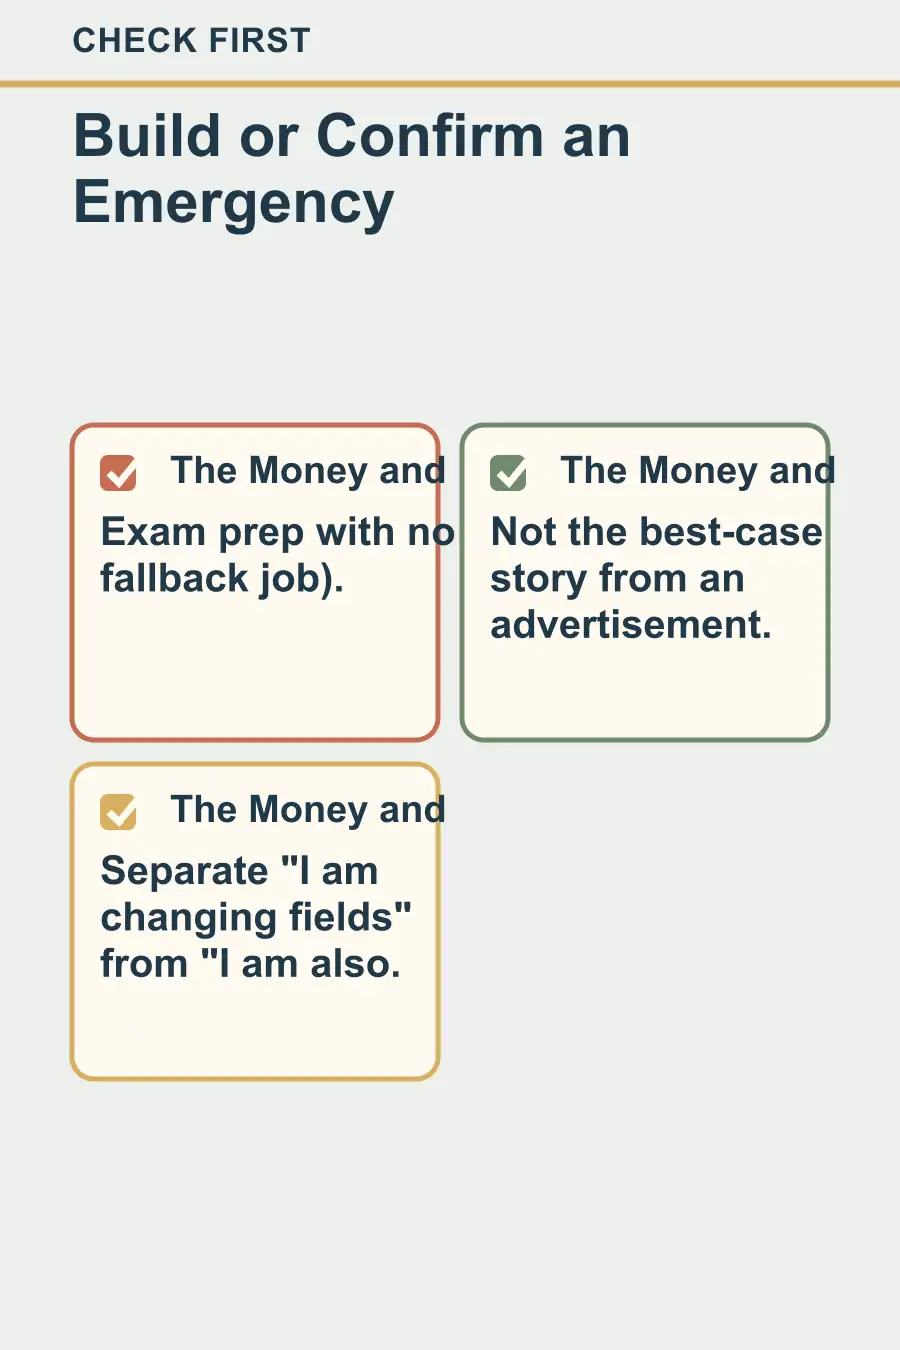 CHECK FIRST
Build or Confirm an
Emergency
The Money and
Exam prep with no
fallback job).
The Money and
Not the best-case
story from an
advertisement.
The Money and
Separate "I am
changing fields"
from "I am also.